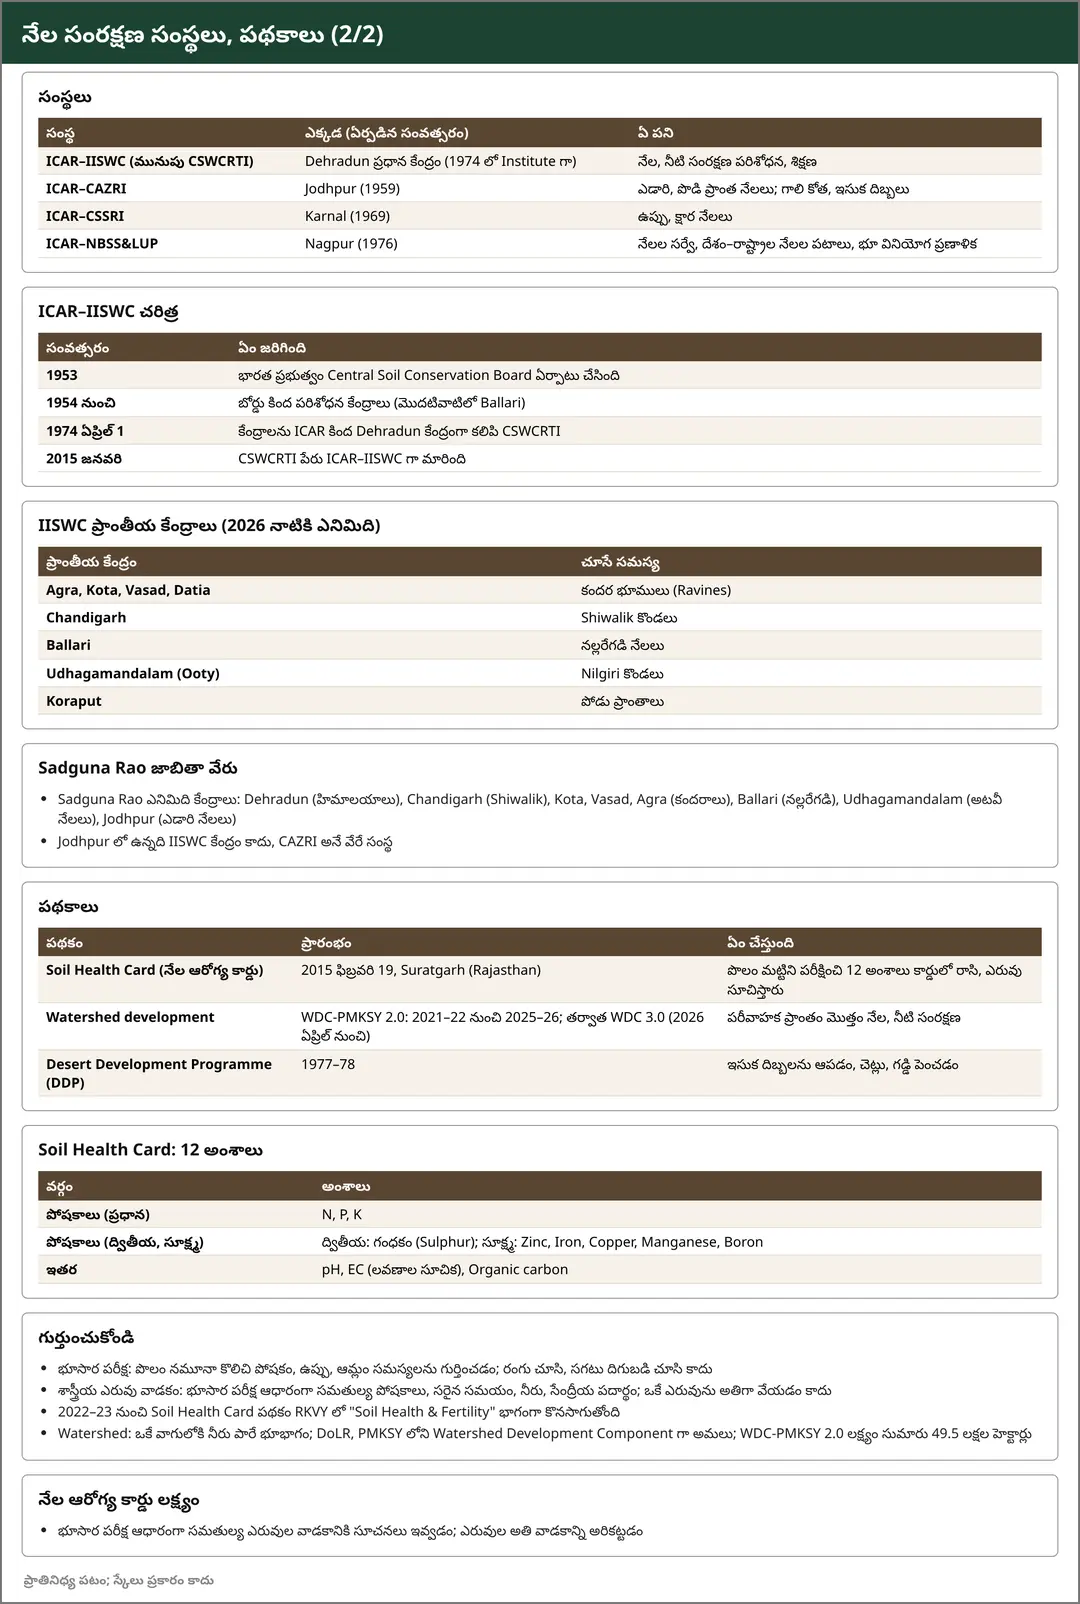 నేల సంరక్షణ సంస్థలు, పథకాలు (2/2)
సంస్థలు
సంస్థ ఎక్కడ (ఏర్పడిన సంవత్సరం) ఏ పని
ICAR–IISWC (మునుపు CSWCRTI) Dehradun ప్రధాన కేంద్రం (1974 లో Institute గా) నేల, నీటి సంరక్షణ పరిశోధన, శిక్షణ
ICAR–CAZRI Jodhpur (1959) ఎడారి, పొడి ప్రాంత నేలలు; గాలి కోత, ఇసుక దిబ్బలు
ICAR–CSSRI Karnal (1969) ఉప్పు, క్షార నేలలు
ICAR–NBSS&LUP Nagpur (1976) నేలల సర్వే, దేశం–రాష్ట్రాల నేలల పటాలు, భూ వినియోగ ప్రణాళిక
ICAR–IISWC చరిత్ర
సంవత్సరం ఏం జరిగింది
1953 భారత ప్రభుత్వం Central Soil Conservation Board ఏర్పాటు చేసింది
1954 నుంచి బోర్డు కింద పరిశోధన కేంద్రాలు (మొదటివాటిలో Ballari)
1974 ఏప్రిల్ 1 కేంద్రాలను ICAR కింద Dehradun కేంద్రంగా కలిపి CSWCRTI
2015 జనవరి CSWCRTI పేరు ICAR–IISWC గా మారింది
IISWC ప్రాంతీయ కేంద్రాలు (2026 నాటికి ఎనిమిది)
ప్రాంతీయ కేంద్రం చూసే సమస్య
Agra, Kota, Vasad, Datia కందర భూములు (Ravines)
Chandigarh Shiwalik కొండలు
Ballari నల్లరేగడి నేలలు
Udhagamandalam (Ooty) Nilgiri కొండలు
Koraput పోడు ప్రాంతాలు
Sadguna Rao జాబితా వేరు
• Sadguna Rao ఎనిమిది కేంద్రాలు: Dehradun (హిమాలయాలు), Chandigarh (Shiwalik), Kota, Vasad, Agra (కందరాలు), Ballari (నల్లరేగడి), Udhagamandalam (అటవీ
నేలలు), Jodhpur (ఎడారి నేలలు)
• Jodhpur లో ఉన్నది IISWC కేంద్రం కాదు, CAZRI అనే వేరే సంస్థ
పథకాలు
పథకం ప్రారంభం ఏం చేస్తుంది
Soil Health Card (నేల ఆరోగ్య కార్డు) 2015 ఫిబ్రవరి 19, Suratgarh (Rajasthan) పొలం మట్టిని పరీక్షించి 12 అంశాలు కార్డులో రాసి, ఎరువు
సూచిస్తారు
Watershed development WDC-PMKSY 2.0: 2021–22 నుంచి 2025–26; తర్వాత WDC 3.0 (2026 పరీవాహక ప్రాంతం మొత్తం నేల, నీటి సంరక్షణ
ఏప్రిల్ నుంచి)
Desert Development Programme 1977–78 ఇసుక దిబ్బలను ఆపడం, చెట్లు, గడ్డి పెంచడం
(DDP)
Soil Health Card: 12 అంశాలు
వర్గం అంశాలు
పోషకాలు (ప్రధాన) N, P, K
పోషకాలు (ద్వితీయ, సూక్ష్మ) ద్వితీయ: గంధకం (Sulphur); సూక్ష్మ: Zinc, Iron, Copper, Manganese, Boron
ఇతర pH, EC (లవణాల సూచిక), Organic carbon
గుర్తుంచుకోండి
• భూసార పరీక్ష: పొలం నమూనా కొలిచి పోషకం, ఉప్పు, ఆమ్లం సమస్యలను గుర్తించడం; రంగు చూసి, సగటు దిగుబడి చూసి కాదు
• శాస్త్రీయ ఎరువు వాడకం: భూసార పరీక్ష ఆధారంగా సమతుల్య పోషకాలు, సరైన సమయం, నీరు, సేంద్రీయ పదార్థం; ఒకే ఎరువును అతిగా వేయడం కాదు
• 2022–23 నుంచి Soil Health Card పథకం RKVY లో "Soil Health & Fertility" భాగంగా కొనసాగుతోంది
• Watershed: ఒకే వాగులోకి నీరు పారే భూభాగం; DoLR, PMKSY లోని Watershed Development Component గా అమలు; WDC-PMKSY 2.0 లక్ష్యం సుమారు 49.5 లక్షల హెక్టార్లు
నేల ఆరోగ్య కార్డు లక్ష్యం
• భూసార పరీక్ష ఆధారంగా సమతుల్య ఎరువుల వాడకానికి సూచనలు ఇవ్వడం; ఎరువుల అతి వాడకాన్ని అరికట్టడం
ప్రాతినిధ్య పటం; స్కేలు ప్రకారం కాదు